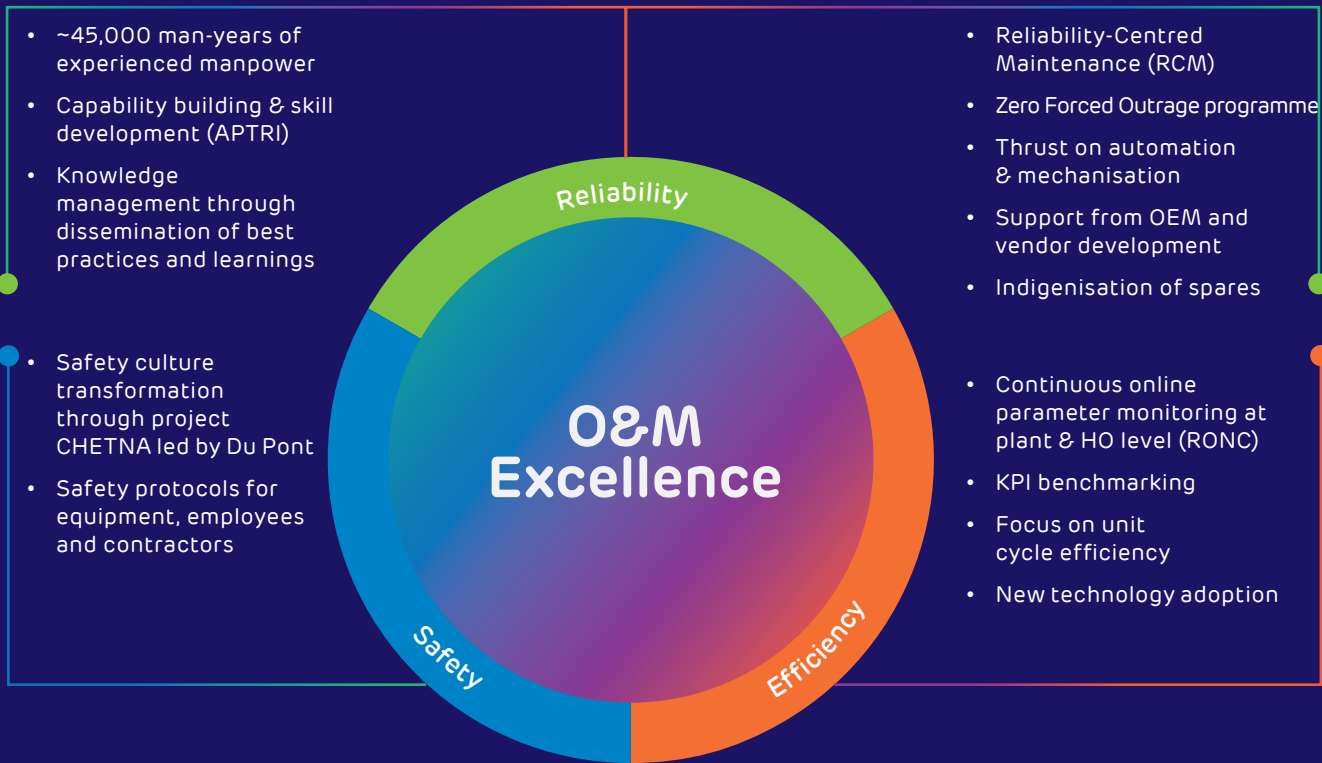 • ~45,000 man-years of
experienced manpower
• Capability building & skill
development (APTRI)
• Knowledge
management through
dissemination of best
practices and learnings
• Safety culture
transformation
through project
CHETNA led by Du Pont
• Safety protocols for
equipment, employees
and contractors
Reliability
O&M
Excellence
Safety
Efficiency
• Reliability-Centred
Maintenance (RCM)
• Zero Forced Outrage programme
• Thrust on automation
& mechanisation
• Support from OEM and
vendor development
• Indigenisation of spares
• Continuous online
parameter monitoring at
plant & HO level (RONC)
• KPI benchmarking
• Focus on unit
cycle efficiency
• New technology adoption